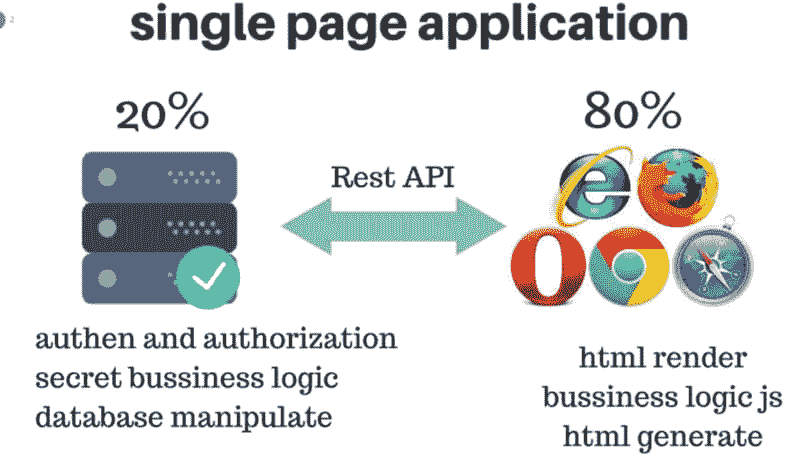 2
single page application
20%
80%
Rest API
authen and authorization
secret bussiness logic
database manipulate
html render
bussiness logic js
html generate